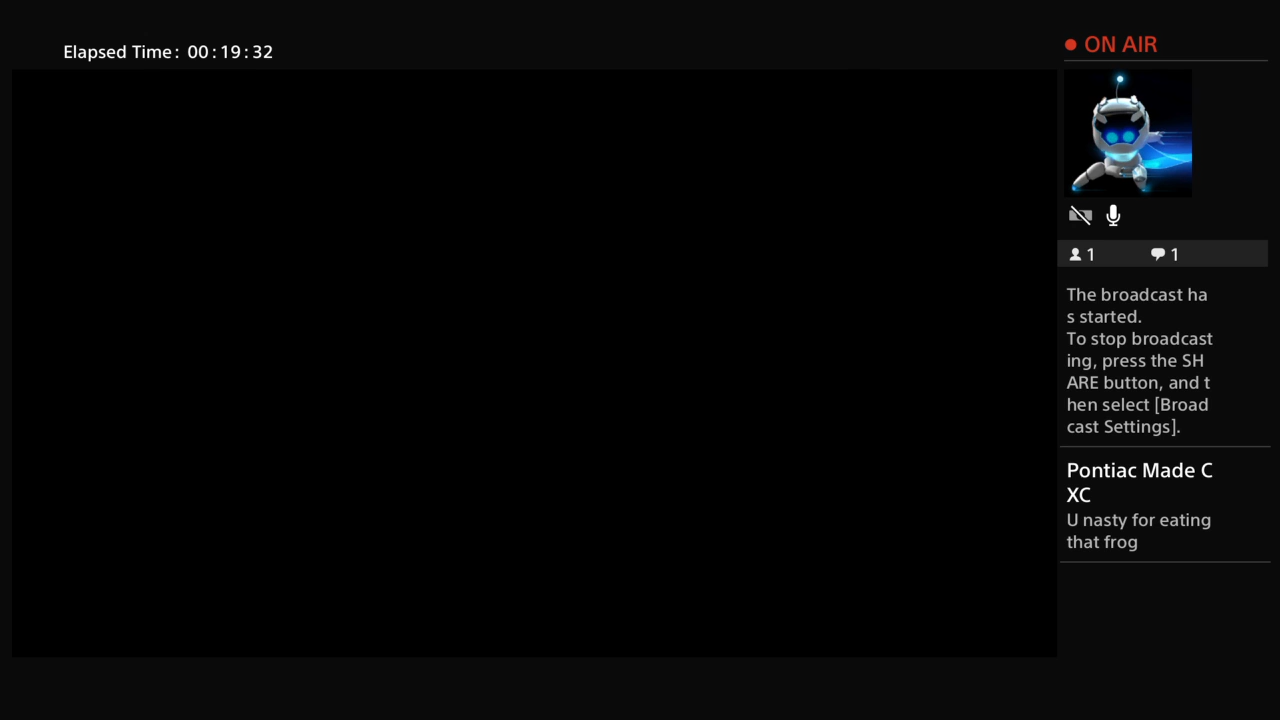 Elapsed Time: 00:19:32
ON AIR
1 1
The broadcast ha
s started.
To stop broadcast
ing, press the SH
ARE button, and t
hen select [Broad
cast Settings].
Pontiac Made C
XC
U nasty for eating
that frog